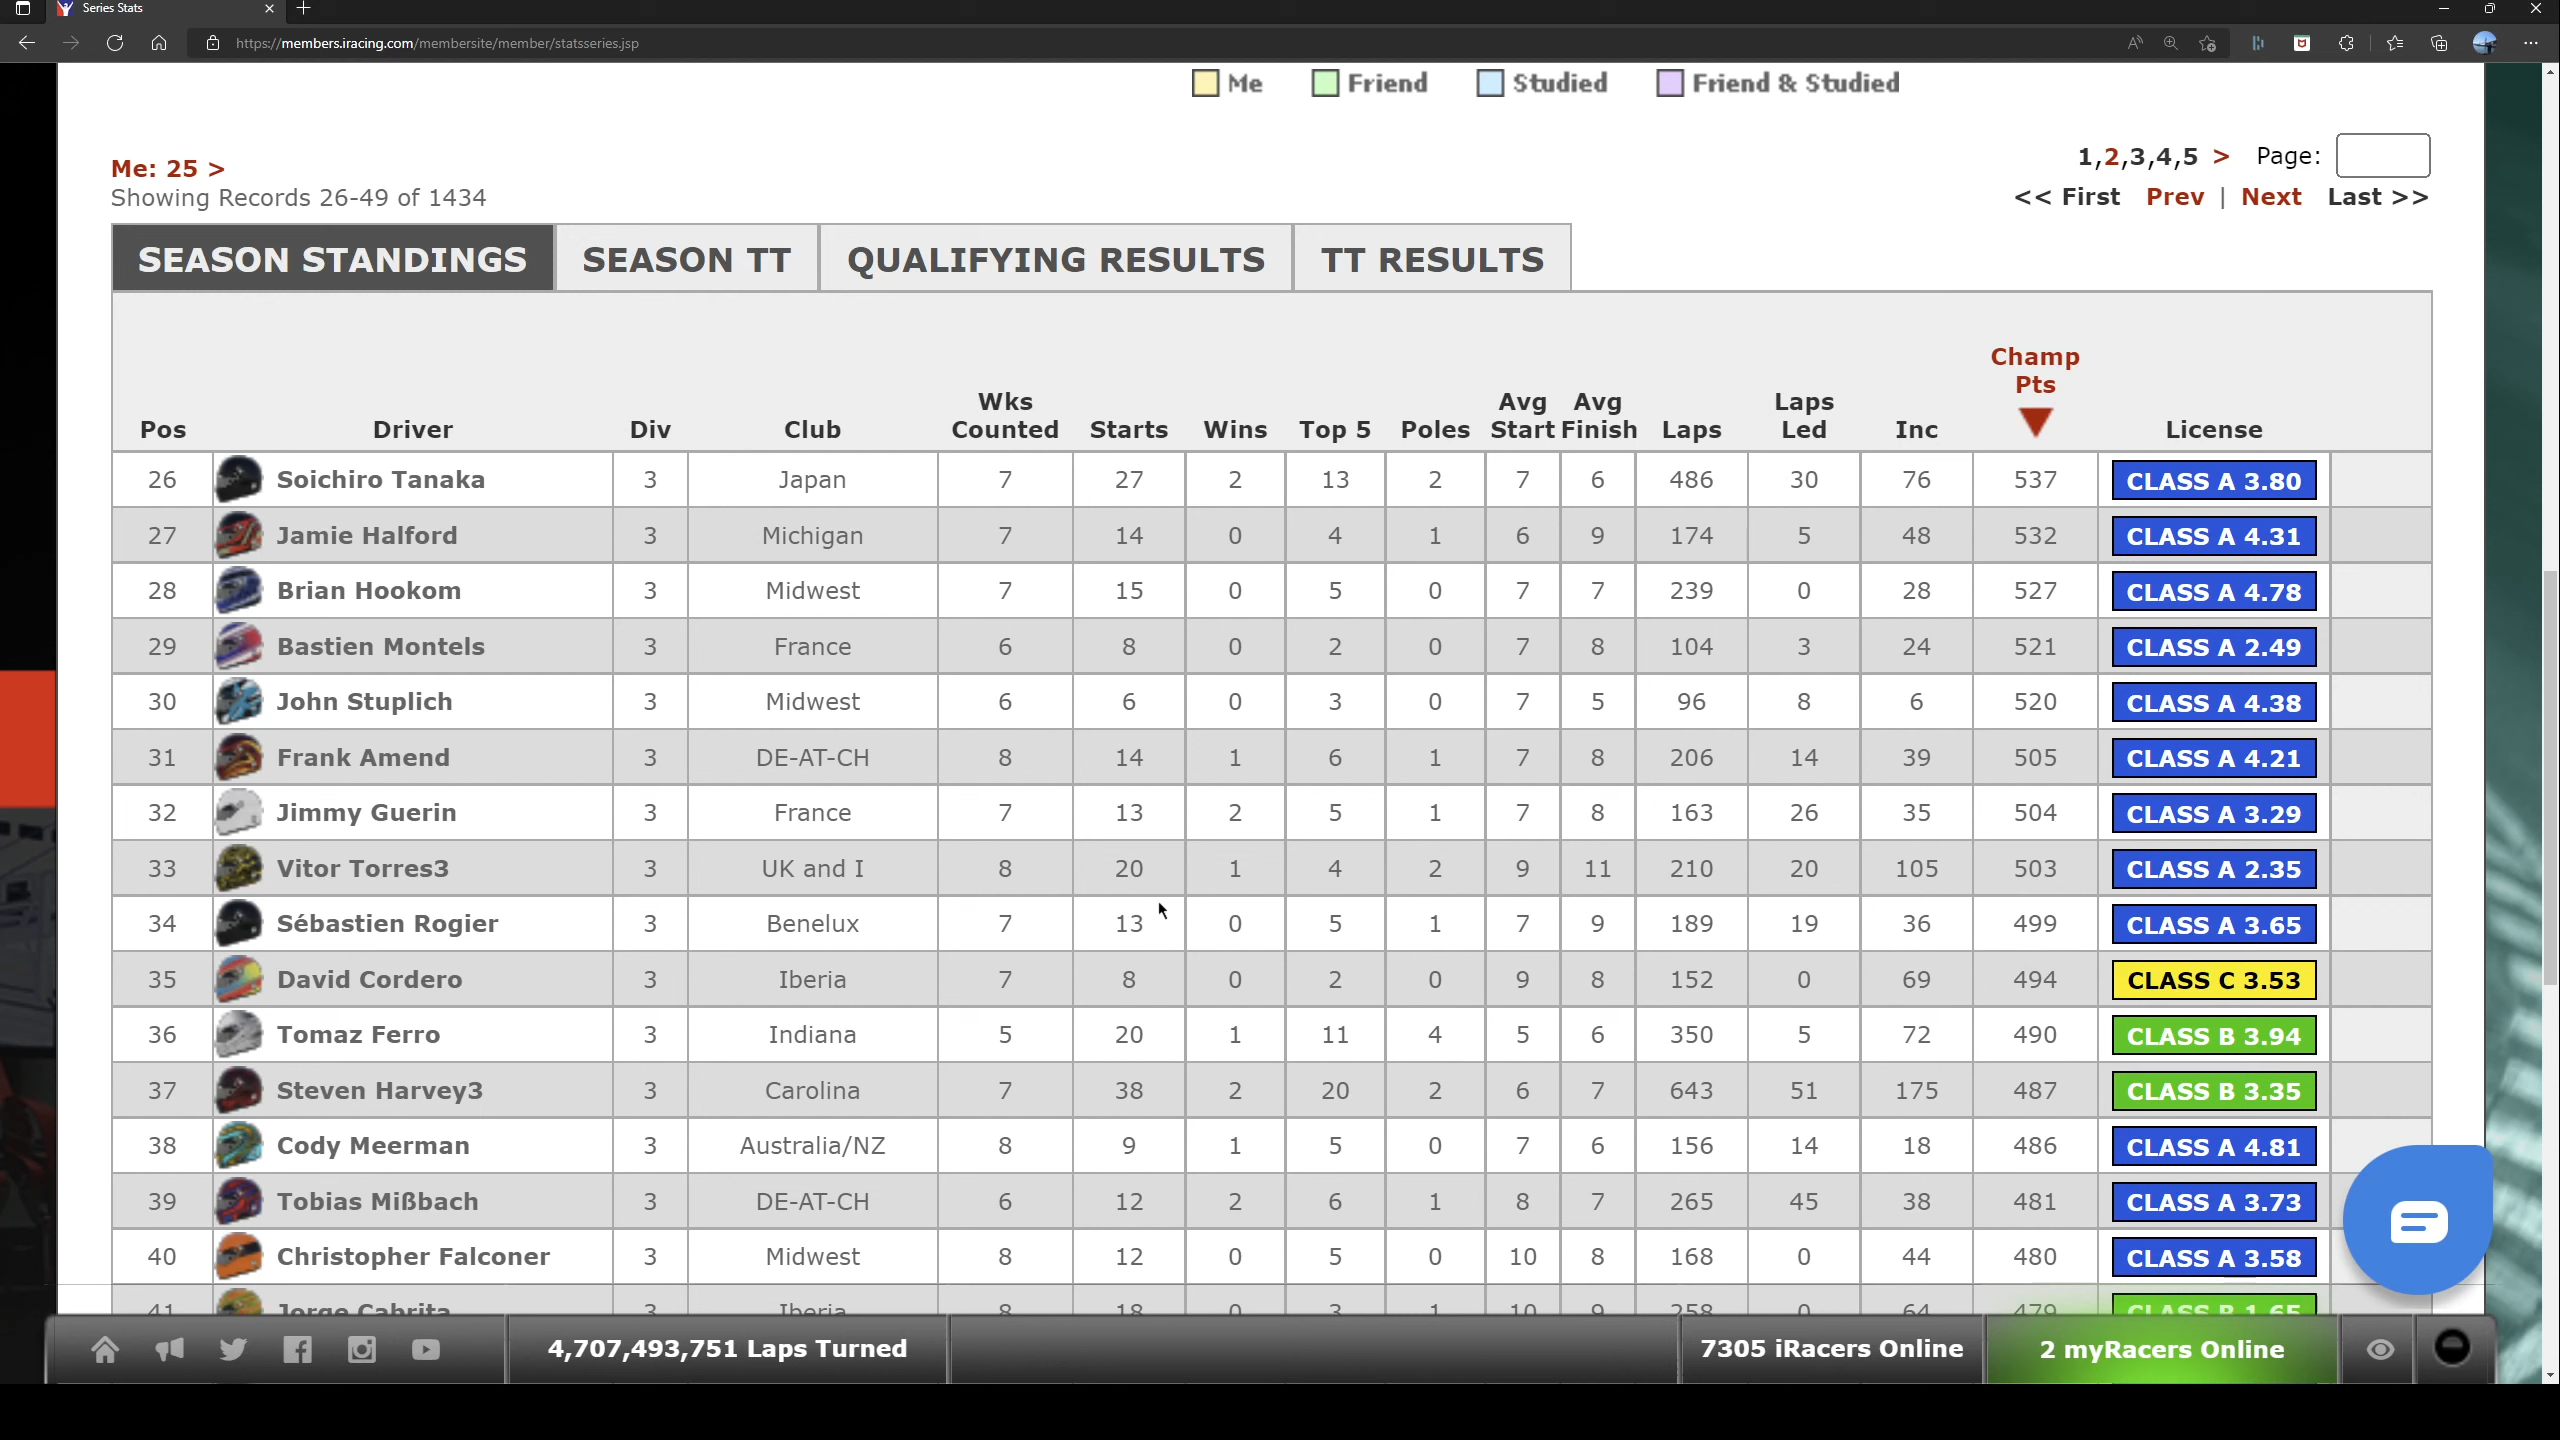 Series Stats
https://members.iracing.com/membersite/member/statsseries.jsp
Me Friend Studied Friend & Studied
Me: 25 >
Showing Records 26-49 of 1434
1,2,3,4,5 > Page:
<< First Prev | Next Last >>
SEASON STANDINGS SEASON TT QUALIFYING RESULTS TT RESULTS
Pos Driver Div Club Wks Counted Starts Wins Top 5 Poles Avg Start Avg Finish Laps Laps Led Inc Champ Pts License
26 Soichiro Tanaka 3 Japan 7 27 2 13 2 7 6 486 30 76 537 CLASS A 3.80
27 Jamie Halford 3 Michigan 7 14 0 4 1 6 9 174 5 48 532 CLASS A 4.31
28 Brian Hookom 3 Midwest 7 15 0 5 0 7 7 239 0 28 527 CLASS A 4.78
29 Bastien Montels 3 France 6 8 0 2 0 7 8 104 3 24 521 CLASS A 2.49
30 John Stuplich 3 Midwest 6 6 0 3 0 7 5 96 8 6 520 CLASS A 4.38
31 Frank Amend 3 DE-AT-CH 8 14 1 6 1 7 8 206 14 39 505 CLASS A 4.21
32 Jimmy Guerin 3 France 7 13 2 5 1 7 8 163 26 35 504 CLASS A 3.29
33 Vitor Torres3 3 UK and I 8 20 1 4 2 9 11 210 20 105 503 CLASS A 2.35
34 Sébastien Rogier 3 Benelux 7 13 0 5 1 7 9 189 19 36 499 CLASS A 3.65
35 David Cordero 3 Iberia 7 8 0 2 0 9 8 152 0 69 494 CLASS C 3.53
36 Tomaz Ferro 3 Indiana 5 20 1 11 4 5 6 350 5 72 490 CLASS B 3.94
37 Steven Harvey3 3 Carolina 7 38 2 20 2 6 7 643 51 175 487 CLASS B 3.35
38 Cody Meerman 3 Australia/NZ 8 9 1 5 0 7 6 156 14 18 486 CLASS A 4.81
39 Tobias Mißbach 3 DE-AT-CH 6 12 2 6 1 8 7 265 45 38 481 CLASS A 3.73
40 Christopher Falconer 3 Midwest 8 12 0 5 0 10 8 168 0 44 480 CLASS A 3.58
41 Jorge Cabrita 3 Iberia 8 18 0 3 1 10 9 258 0 64 479 CLASS B 1.65
4,707,493,751 Laps Turned 7305 iRacers Online 2 myRacers Online